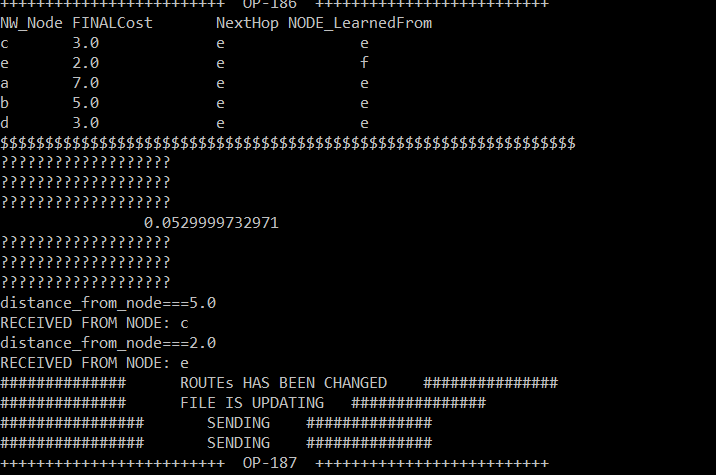 +++++++++++++++++++++++++ OP-186 ++++++++++++++++++++++++++
NW_Node FINALCost NextHop NODE_LearnedFrom
c 3.0 e e
e 2.0 e f
a 7.0 e e
b 5.0 e e
d 3.0 e e
$$$$$$$$$$$$$$$$$$$$$$$$$$$$$$$$$$$$$$$$$$$$$$$$$$$$$$$$$$$$$$$$
???????????????????
???????????????????
???????????????????
0.0529999732971
???????????????????
???????????????????
???????????????????
distance_from_node===5.0
RECEIVED FROM NODE: c
distance_from_node===2.0
RECEIVED FROM NODE: e
############## ROUTEs HAS BEEN CHANGED ###############
############## FILE IS UPDATING ###############
################ SENDING ##############
################ SENDING ##############
+++++++++++++++++++++++++ OP-187 ++++++++++++++++++++++++++